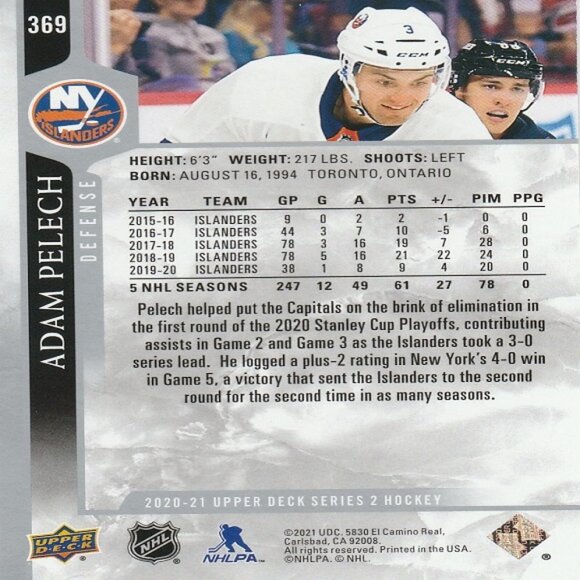 369
3
CCM
CCM
NY
ISLANDERS
ADAM PELECH
DEFENSE
HEIGHT: 6'3" WEIGHT: 217 LBS. SHOOTS: LEFT
BORN: AUGUST 16, 1994 TORONTO, ONTARIO
YEAR TEAM GP G A PTS +/- PIM PPG
2015-16 ISLANDERS 9 0 2 2 -1 0 0
2016-17 ISLANDERS 44 3 7 10 -5 6 0
2017-18 ISLANDERS 78 3 16 19 7 28 0
2018-19 ISLANDERS 78 5 16 21 22 24 0
2019-20 ISLANDERS 38 1 8 9 4 20 0
5 NHL SEASONS 247 12 49 61 27 78 0
Pelech helped put the Capitals on the brink of elimination in
the first round of the 2020 Stanley Cup Playoffs, contributing
assists in Game 2 and Game 3 as the Islanders took a 3-0
series lead. He logged a plus-2 rating in New York's 4-0 win
in Game 5, a victory that sent the Islanders to the second
round for the second time in as many seasons.
2020-21 UPPER DECK SERIES 2 HOCKEY
UPPER
D·E·C·K
NHL
NHLPA
©2021 UDC. 5830 El Camino Real,
Carlsbad, CA 92008.
All rights reserved. Printed in the USA.
©NHLPA. © NHL.
®